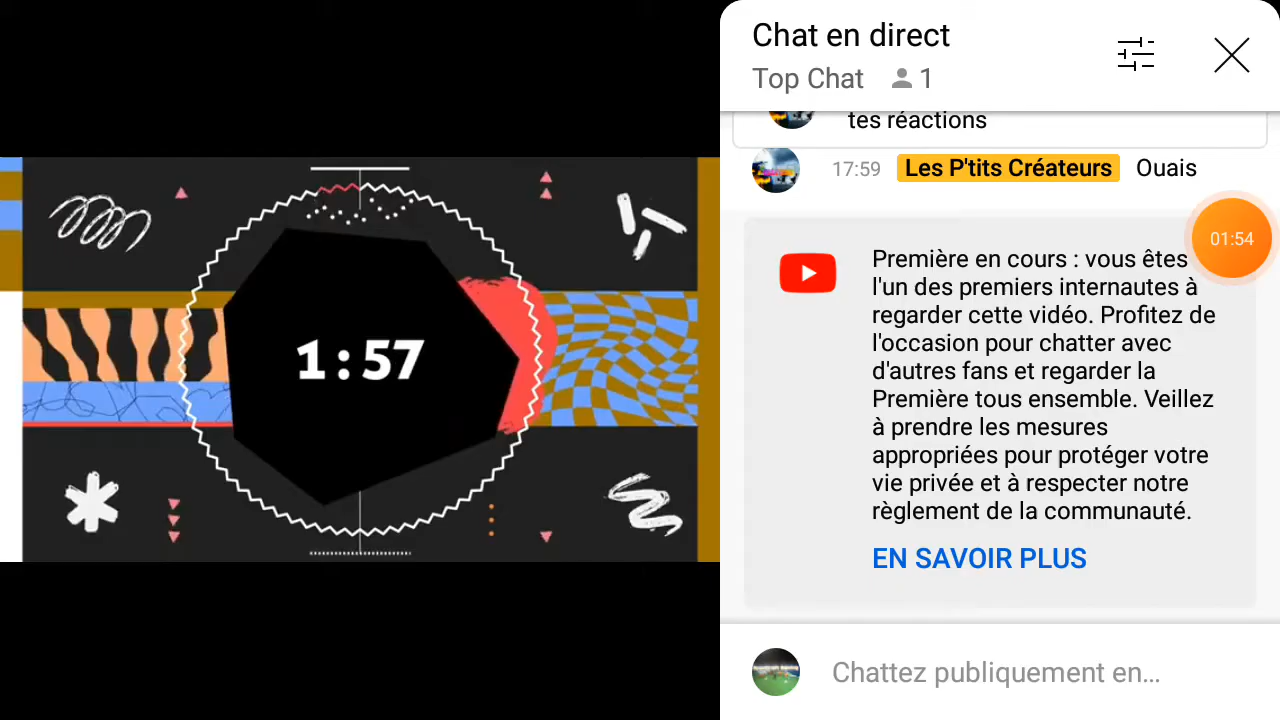 1:57
Chat en direct
Top Chat 1
tes réactions
17:59 Les P'tits Créateurs Ouais
01:54
Première en cours : vous êtes
l'un des premiers internautes à
regarder cette vidéo. Profitez de
l'occasion pour chatter avec
d'autres fans et regarder la
Première tous ensemble. Veillez
à prendre les mesures
appropriées pour protéger votre
vie privée et à respecter notre
règlement de la communauté.
EN SAVOIR PLUS
Chattez publiquement en…